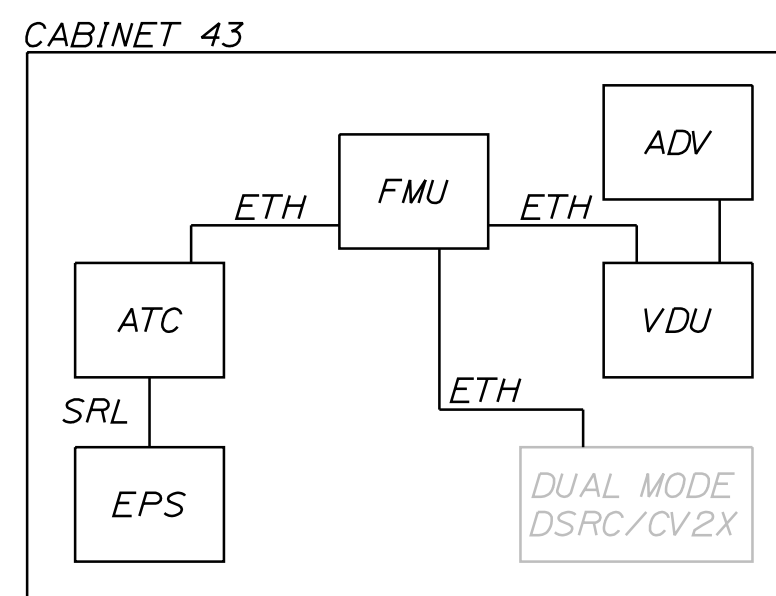 CABINET 43
ADV
FMU
ETH
ETH
ATC
VDU
ETH
SRL
EPS
DUAL MODE
DSRC/CV2X